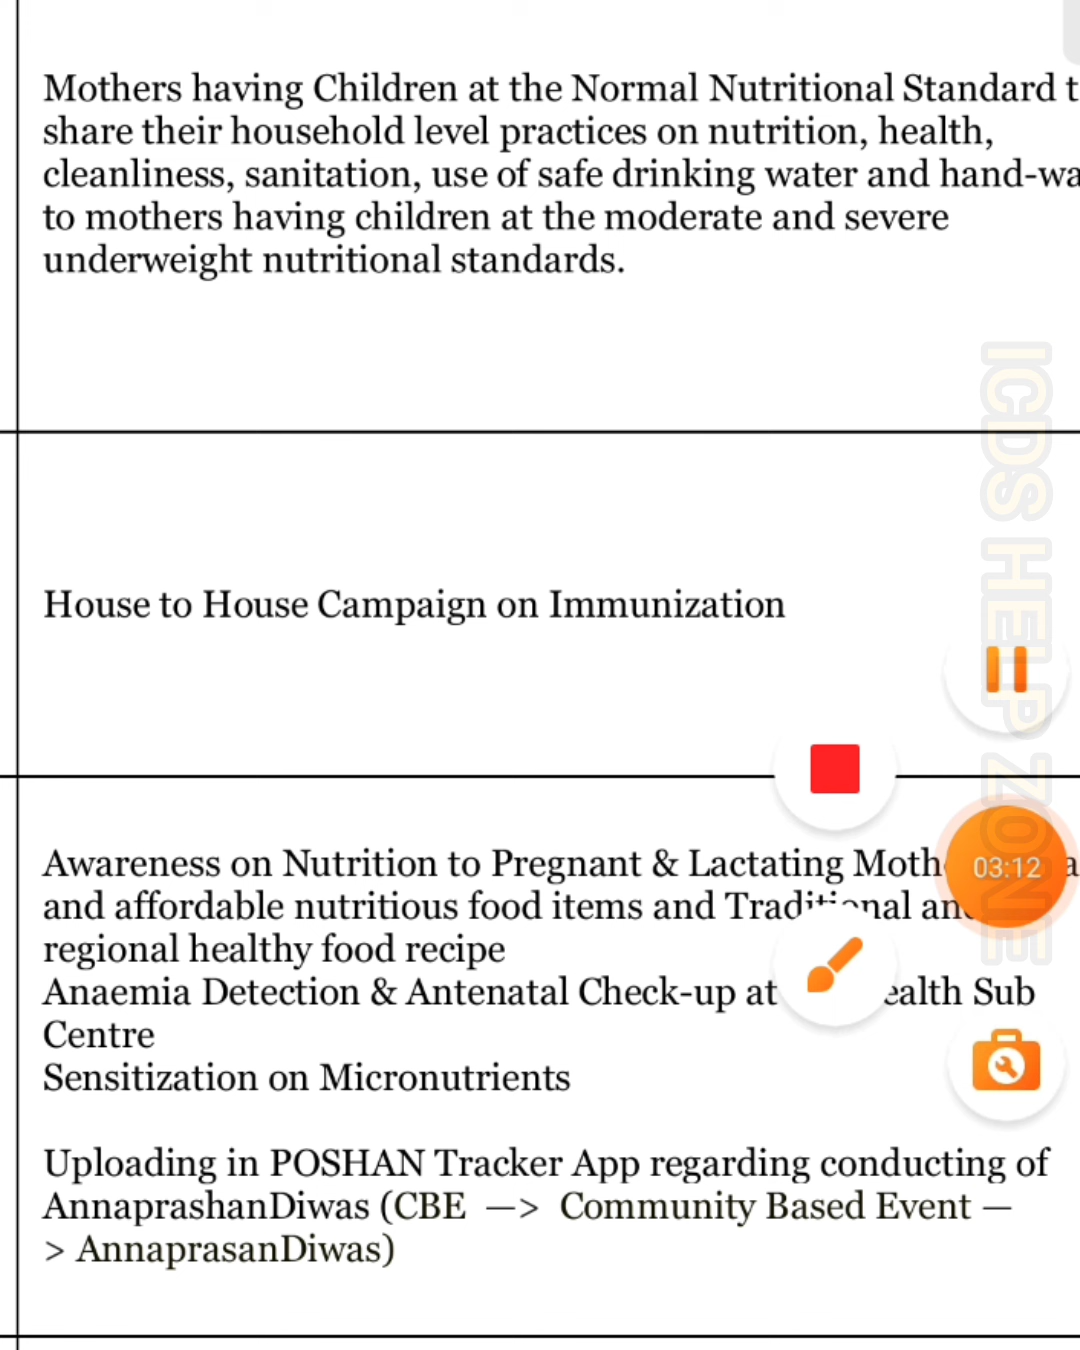 Mothers having Children at the Normal Nutritional Standard
share their household level practices on nutrition, health,
cleanliness, sanitation, use of safe drinking water and
to mothers having children at the moderate and severe
underweight nutritional standards.
House to House Campaign on Immunization
Awareness on Nutrition to Pregnant & Lactating
and affordable nutritious food items and
regional healthy food recipe
Anaemia Detection & Antenatal Check-up at Sub
Centre
Sensitization on Micronutrients
Uploading in POSHAN Tracker App regarding conducting of
AnnaprashanDiwas (CBE —> Community Based Event —
> AnnaprasanDiwas)
03:12
ICDS HELP ZONE